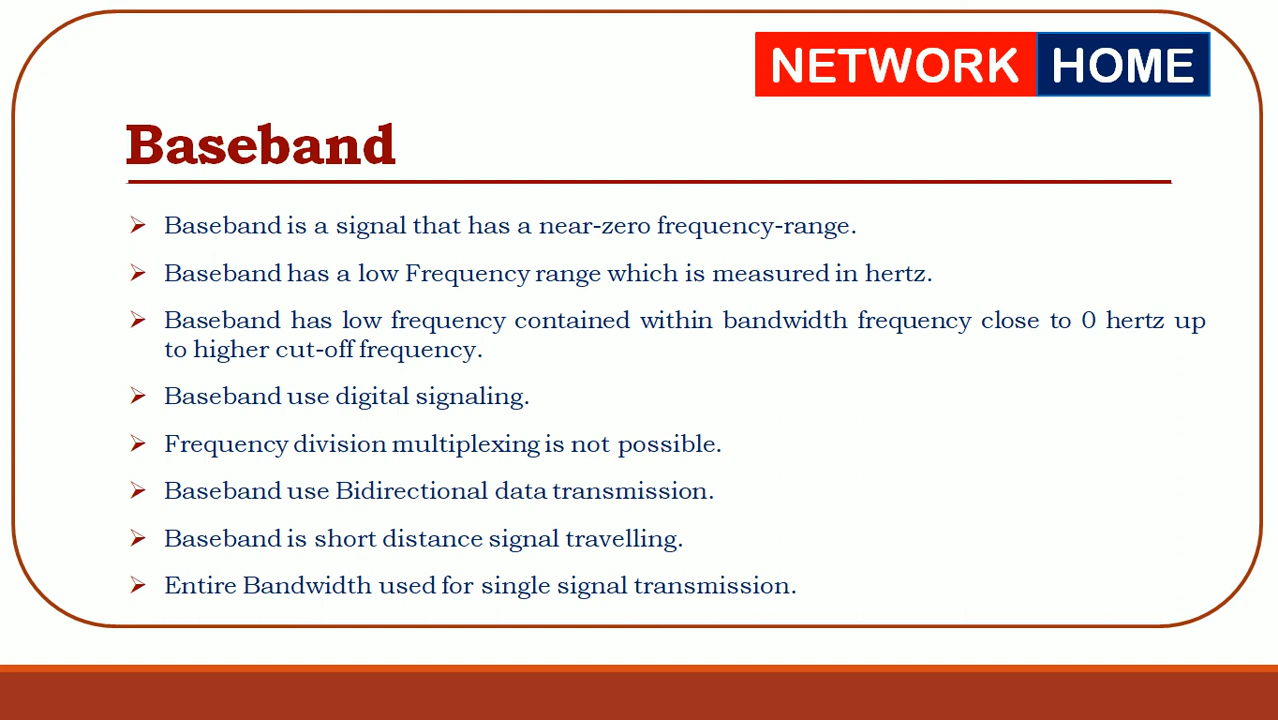 NETWORK HOME
Baseband
➢ Baseband is a signal that has a near-zero frequency-range.
➢ Baseband has a low Frequency range which is measured in hertz.
➢ Baseband has low frequency contained within bandwidth frequency close to 0 hertz up
to higher cut-off frequency.
➢ Baseband use digital signaling.
➢ Frequency division multiplexing is not possible.
➢ Baseband use Bidirectional data transmission.
➢ Baseband is short distance signal travelling.
➢ Entire Bandwidth used for single signal transmission.